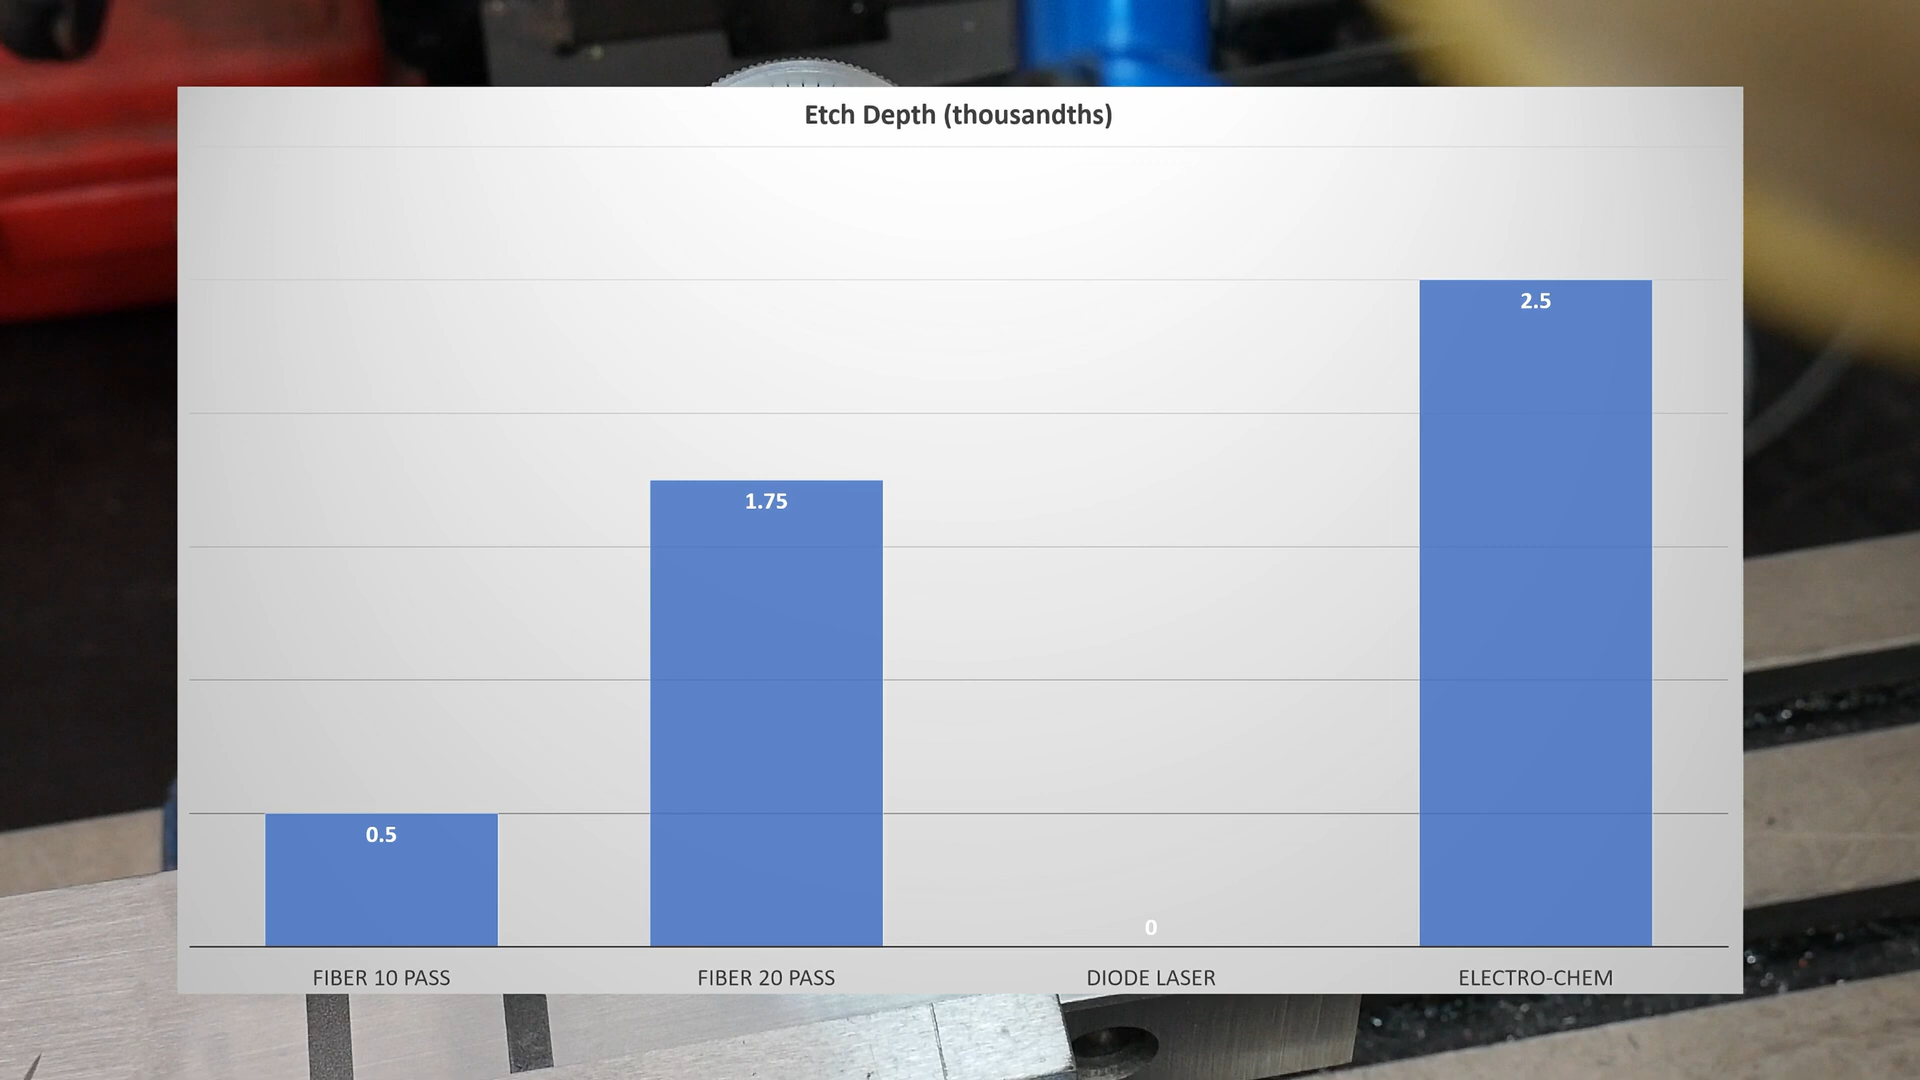 Etch Depth (thousandths)
2.5
1.75
0.5
0
FIBER 10 PASS
FIBER 20 PASS
DIODE LASER
ELECTRO-CHEM